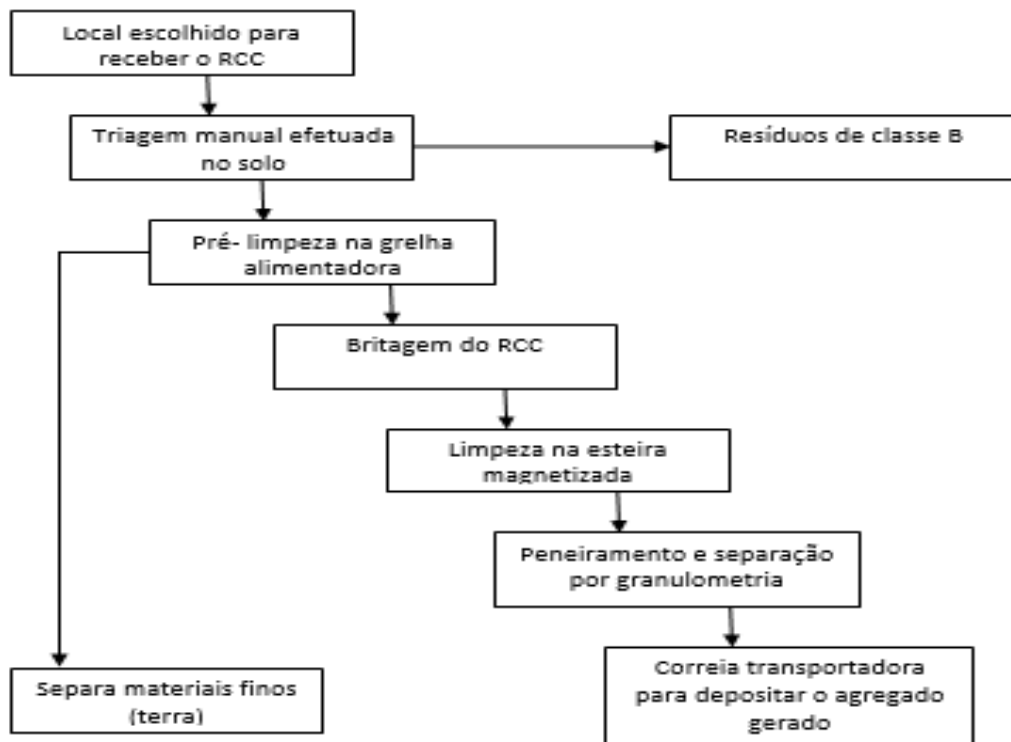 Local escolhido para
receber o RCC
Triagem manual efetuada
no solo
Resíduos de classe B
Pré- limpeza na grelha
alimentadora
Britagem do RCC
Limpeza na esteira
magnetizada
Peneiramento e separação
por granulometria
Separa materiais finos
(terra)
Correia transportadora
para depositar o agregado
gerado